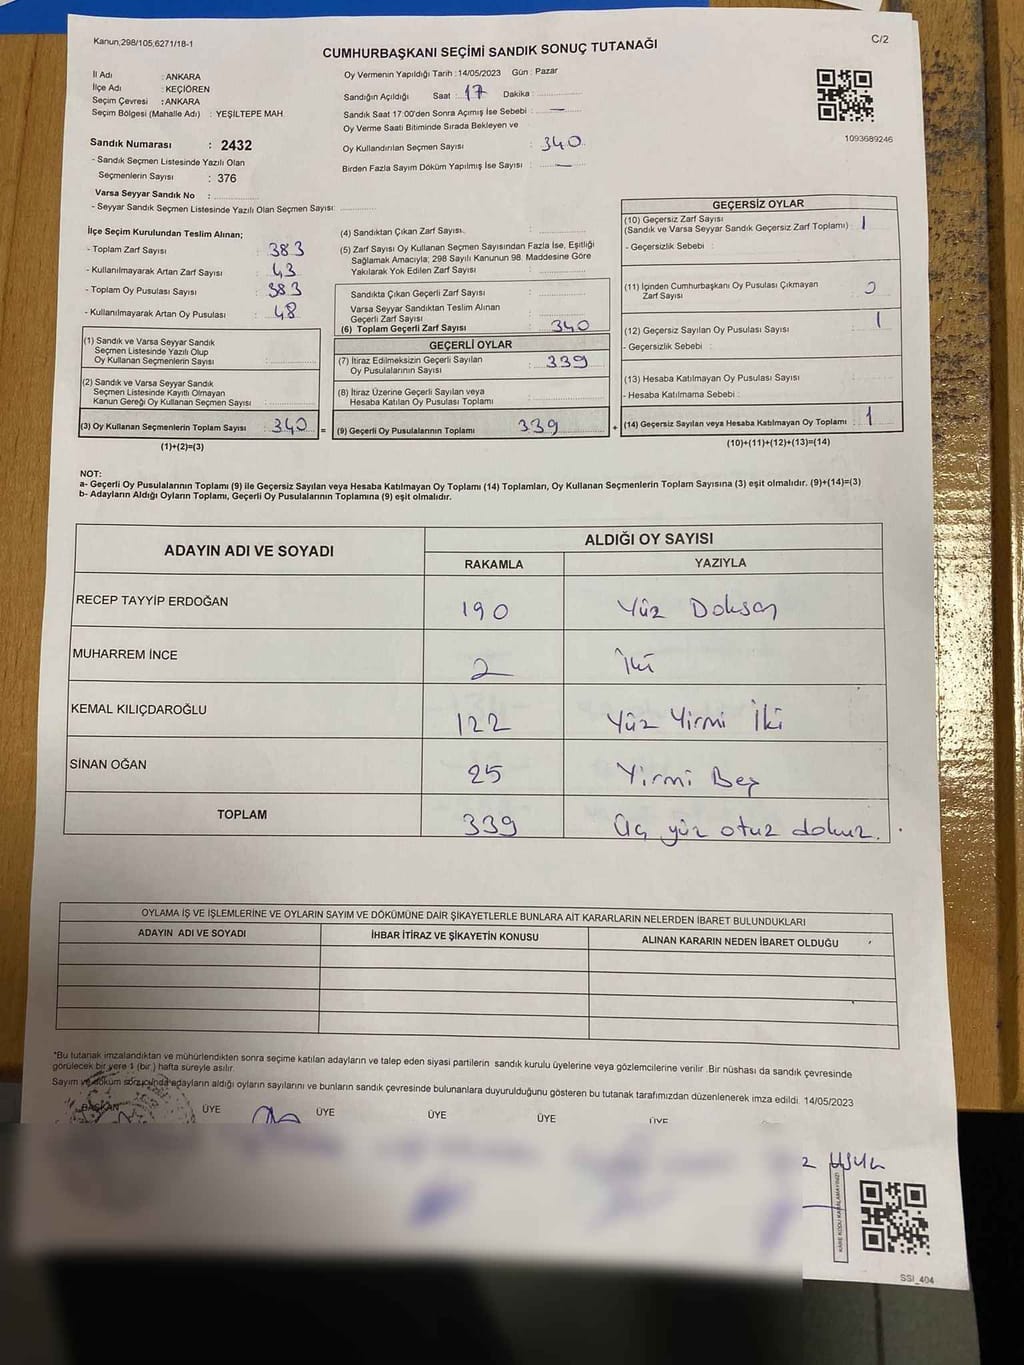 Kanun,298/105,6271/18-1
C/2
CUMHURBAŞKANI SEÇİMİ SANDIK SONUÇ TUTANAĞI
İl Adı : ANKARA
İlçe Adı : KEÇİÖREN
Seçim Çevresi : ANKARA
Seçim Bölgesi (Mahalle Adı) : YEŞİLTEPE MAH.
Sandık Numarası : 2432
- Sandık Seçmen Listesinde Yazılı Olan
Seçmenlerin Sayısı : 376
Varsa Seyyar Sandık No :
- Seyyar Sandık Seçmen Listesinde Yazılı Olan Seçmen Sayısı:
Oy Vermenin Yapıldığı Tarih : 14/05/2023 Gün : Pazar
Sandığın Açıldığı Saat : 17 Dakika :
Sandık Saat 17:00'den Sonra Açımış İse Sebebi : —
Oy Verme Saati Bitiminde Sırada Bekleyen ve
Oy Kullandırılan Seçmen Sayısı : 340
Birden Fazla Sayım Döküm Yapılmış İse Sayısı : —
1093689246
İlçe Seçim Kurulundan Teslim Alınan;
- Toplam Zarf Sayısı : 383
- Kullanılmayarak Artan Zarf Sayısı : 43
- Toplam Oy Pusulası Sayısı : 383
- Kullanılmayarak Artan Oy Pusulası : 48
(1) Sandık ve Varsa Seyyar Sandık
Seçmen Listesinde Yazılı Olup
Oy Kullanan Seçmenlerin Sayısı :
(2) Sandık ve Varsa Seyyar Sandık
Seçmen Listesinde Kayıtlı Olmayan
Kanun Gereği Oy Kullanan Seçmen Sayısı :
(3) Oy Kullanan Seçmenlerin Toplam Sayısı : 340 =
(1)+(2)=(3)
(4) Sandıktan Çıkan Zarf Sayısı. :
(5) Zarf Sayısı Oy Kullanan Seçmen Sayısından Fazla İse, Eşitliği
Sağlamak Amacıyla; 298 Sayılı Kanunun 98. Maddesine Göre
Yakılarak Yok Edilen Zarf Sayısı :
Sandıkta Çıkan Geçerli Zarf Sayısı :
Varsa Seyyar Sandıktan Teslim Alınan
Geçerli Zarf Sayısı :
(6) Toplam Geçerli Zarf Sayısı : 340
GEÇERLİ OYLAR
(7) İtiraz Edilmeksizin Geçerli Sayılan
Oy Pusulalarının Sayısı : 339
(8) İtiraz Üzerine Geçerli Sayılan veya
Hesaba Katılan Oy Pusulası Toplamı :
(9) Geçerli Oy Pusulalarının Toplamı 339 +
GEÇERSİZ OYLAR
(10) Geçersiz Zarf Sayısı
(Sandık ve Varsa Seyyar Sandık Geçersiz Zarf Toplamı) : 1
- Geçersizlik Sebebi :
(11) İçinden Cumhurbaşkanı Oy Pusulası Çıkmayan
Zarf Sayısı :
(12) Geçersiz Sayılan Oy Pusulası Sayısı : 1
- Geçersizlik Sebebi :
(13) Hesaba Katılmayan Oy Pusulası Sayısı :
- Hesaba Katılmama Sebebi :
(14) Geçersiz Sayılan veya Hesaba Katılmayan Oy Toplamı : 1
(10)+(11)+(12)+(13)=(14)
NOT:
a- Geçerli Oy Pusulalarının Toplamı (9) ile Geçersiz Sayılan veya Hesaba Katılmayan Oy Toplamı (14) Toplamları, Oy Kullanan Seçmenlerin Toplam Sayısına (3) eşit olmalıdır. (9)+(14)=(3)
b- Adayların Aldığı Oyların Toplamı, Geçerli Oy Pusulalarının Toplamına (9) eşit olmalıdır.
ADAYIN ADI VE SOYADI
ALDIĞI OY SAYISI
RAKAMLA YAZIYLA
RECEP TAYYİP ERDOĞAN 190 Yüz Doksan
MUHARREM İNCE 2 İki
KEMAL KILIÇDAROĞLU 122 Yüz Yirmi İki
SİNAN OĞAN 25 Yirmi Beş
TOPLAM 339 Üç yüz otuz dokuz.
OYLAMA İŞ VE İŞLEMLERİNE VE OYLARIN SAYIM VE DÖKÜMÜNE DAİR ŞİKAYETLERLE BUNLARA AİT KARARLARIN NELERDEN İBARET BULUNDUKLARI
ADAYIN ADI VE SOYADI İHBAR İTİRAZ VE ŞİKAYETİN KONUSU ALINAN KARARIN NEDEN İBARET OLDUĞU
*Bu tutanak imzalandıktan ve mühürlendikten sonra seçime katılan adayların ve talep eden siyasi partilerin sandık kurulu üyelerine veya gözlemcilerine verilir .Bir nüshası da sandık çevresinde
görülecek bir yere 1 (bir ) hafta süreyle asılır.
Sayım ve döküm sonucunda adayların aldığı oyların sayılarını ve bunların sandık çevresinde bulunanlara duyurulduğunu gösteren bu tutanak tarafımızdan düzenlenerek imza edildi. 14/05/2023
BAŞKAN ÜYE ÜYE ÜYE ÜYE ÜYE
KARE KODU KARALAMAYINIZ!
SSI_404